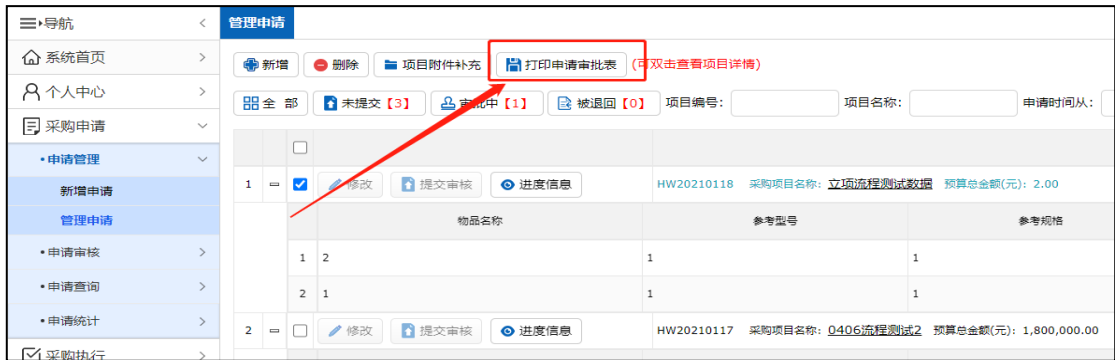 导航
管理申请
系统首页
新增 删除 项目附件补充 打印申请审批表 (可双击查看项目详情)
个人中心
全 部 未提交【3】 审批中【1】 被退回【0】 项目编号: 项目名称: 申请时间从:
采购申请
•申请管理
新增申请
1 修改 提交审核 进度信息 HW20210118 采购项目名称: 立项流程测试数据 预算总金额(元): 2.00
管理申请
物品名称 参考型号 参考规格
•申请审核
1 2 1 1
•申请查询
2 1 1 1
•申请统计
2 修改 提交审核 进度信息 HW20210117 采购项目名称: 0406流程测试2 预算总金额(元): 1,800,000.00
采购执行